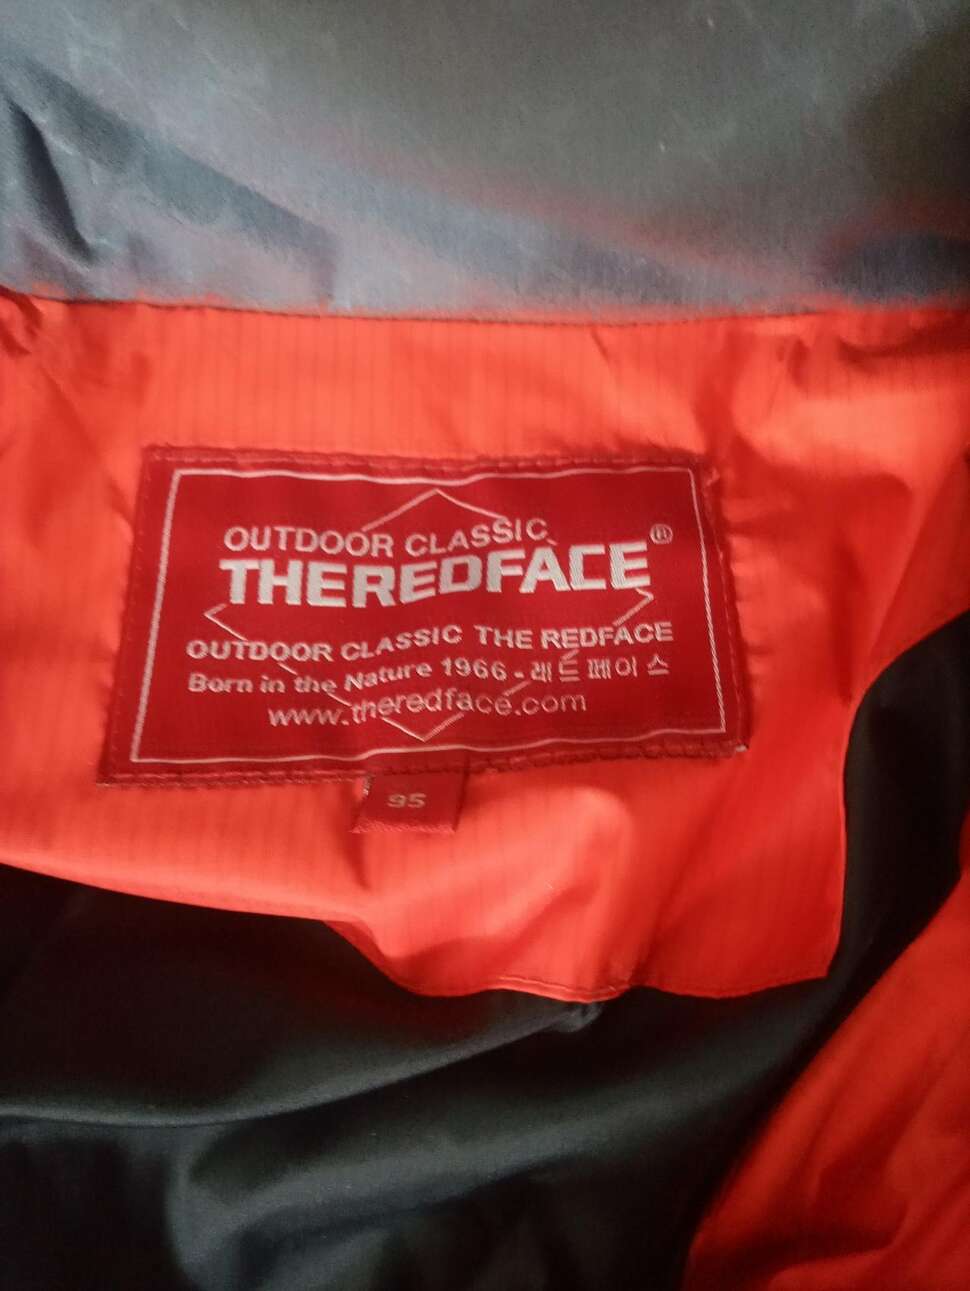 OUTDOOR CLASSIC
THEREDFACE®
OUTDOOR CLASSIC THE REDFACE
Born in the Nature 1966 - 레드페이스
www.theredface.com
95